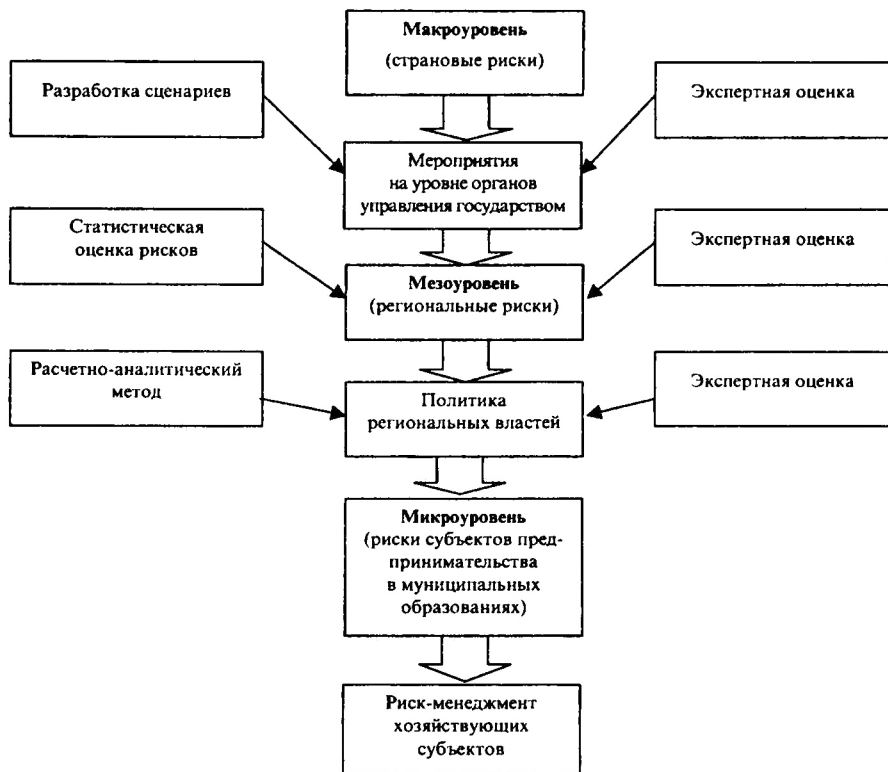 Макроуровень
(страновые риски)
Разработка сценариев
Экспертная оценка
Мероприятия
на уровне органов
управления государством
Статистическая
оценка рисков
Экспертная оценка
Мезоуровень
(региональные риски)
Расчетно-аналитический
метод
Экспертная оценка
Политика
региональных властей
Микроуровень
(риски субъектов пред-
принимательства
в муниципальных
образованиях)
Риск-менеджмент
хозяйствующих
субъектов